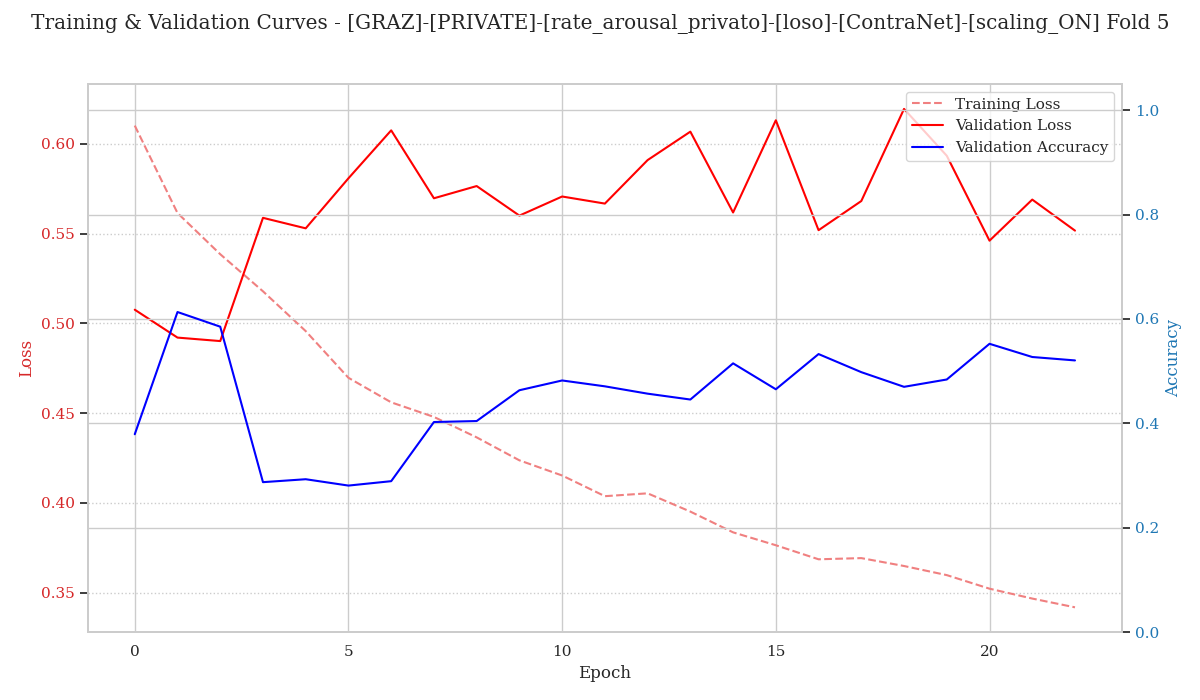 Training & Validation Curves - [GRAZ]-[PRIVATE]-[rate_arousal_privato]-[loso]-[ContraNet]-[scaling_ON] Fold 5
Training Loss
Validation Loss
Validation Accuracy
Loss
0.60
0.55
0.50
0.45
0.40
0.35
1.0
0.8
0.6
0.4
0.2
0.0
Accuracy
0
5
10
15
20
Epoch